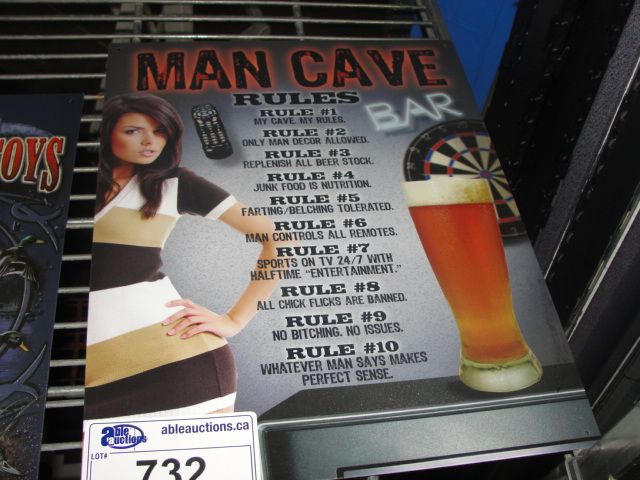 MAN CAVE
RULES
BAR
RULE #1
MY CAVE. MY RULES.
RULE #2
ONLY MAN DECOR ALLOWED.
RULE #3
REPLENISH ALL BEER STOCK.
RULE #4
JUNK FOOD IS NUTRITION.
RULE #5
FARTING/BELCHING TOLERATED.
RULE #6
MAN CONTROLS ALL REMOTES.
RULE #7
SPORTS ON TV 24/7 WITH
HALFTIME "ENTERTAINMENT."
RULE #8
ALL CHICK FLICKS ARE BANNED.
RULE #9
NO BITCHING. NO ISSUES.
RULE #10
WHATEVER MAN SAYS MAKES
PERFECT SENSE.
OYS
able auctions
ableauctions.ca
LOT#
732